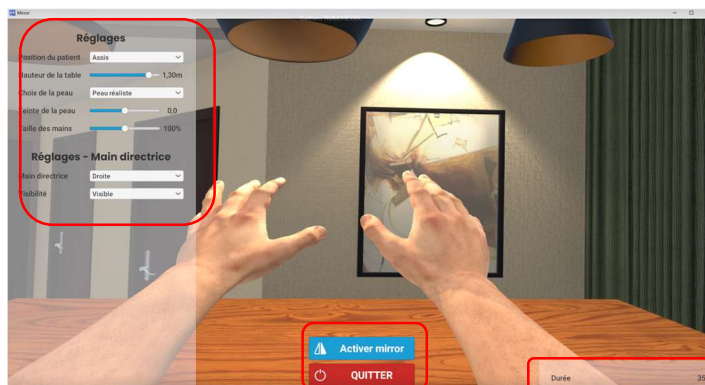 Mirror
Réglages
Position du patient Assis
Hauteur de la table 1,30m
Choix de la peau Peau réaliste
Teinte de la peau 0,0
Taille des mains 100%
Réglages - Main directrice
Main directrice Droite
Visibilité Visible
Activer mirror
QUITTER
Durée 35